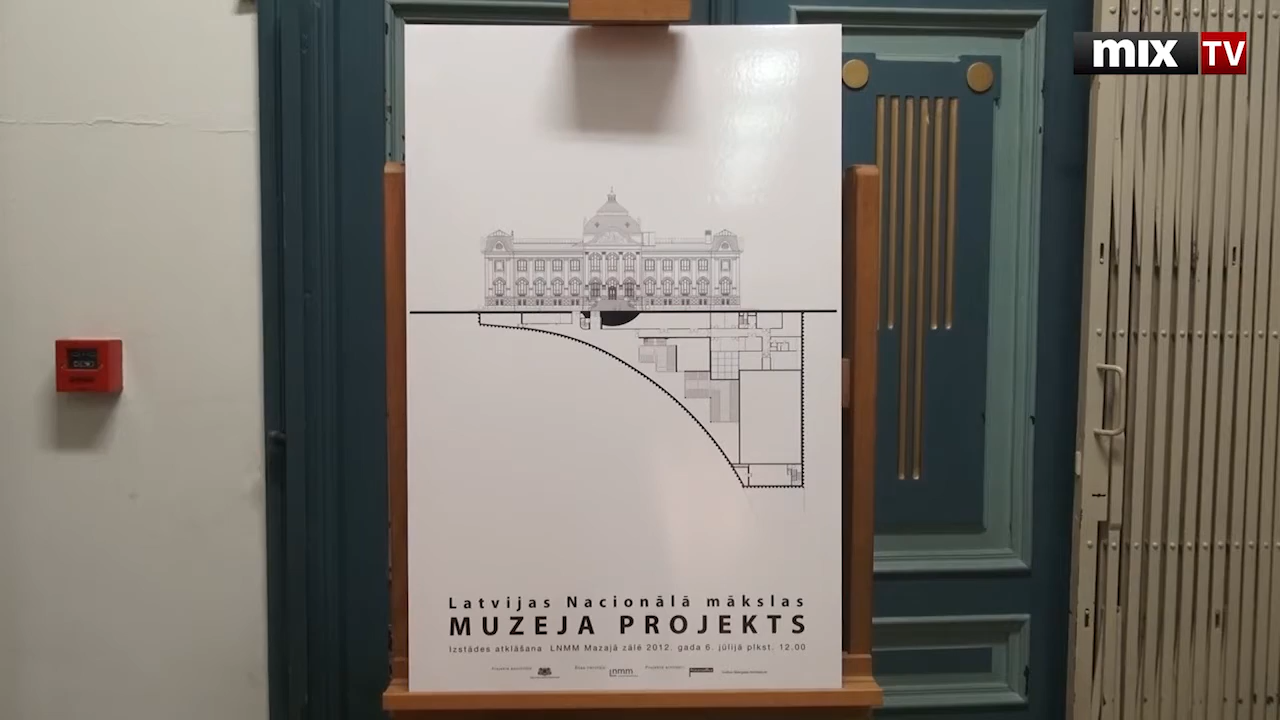 mix TV
Latvijas Nacionālā mākslas
MUZEJA PROJEKTS
Izstādes atklāšana LNMM Mazajā zālē 2012. gada 6. jūlijā plkst. 12.00
lnmm